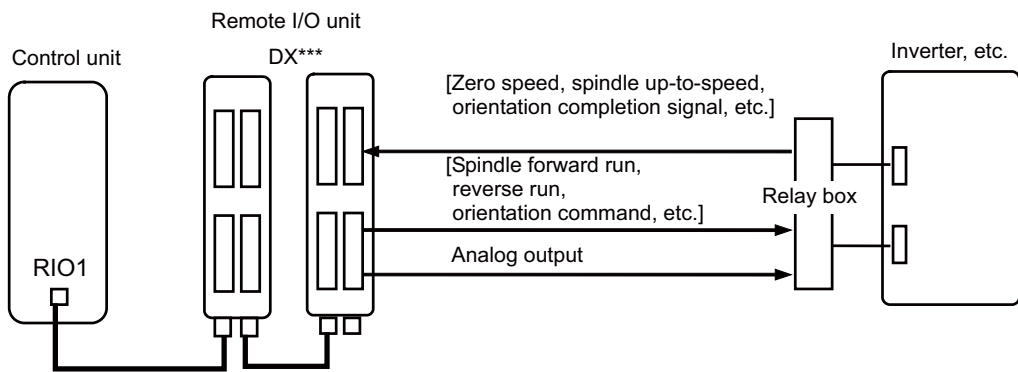 Remote I/O unit
Control unit
DX***
Inverter, etc.
[Zero speed, spindle up-to-speed,
orientation completion signal, etc.]
[Spindle forward run,
reverse run,
orientation command, etc.]
Relay box
Analog output
RIO1